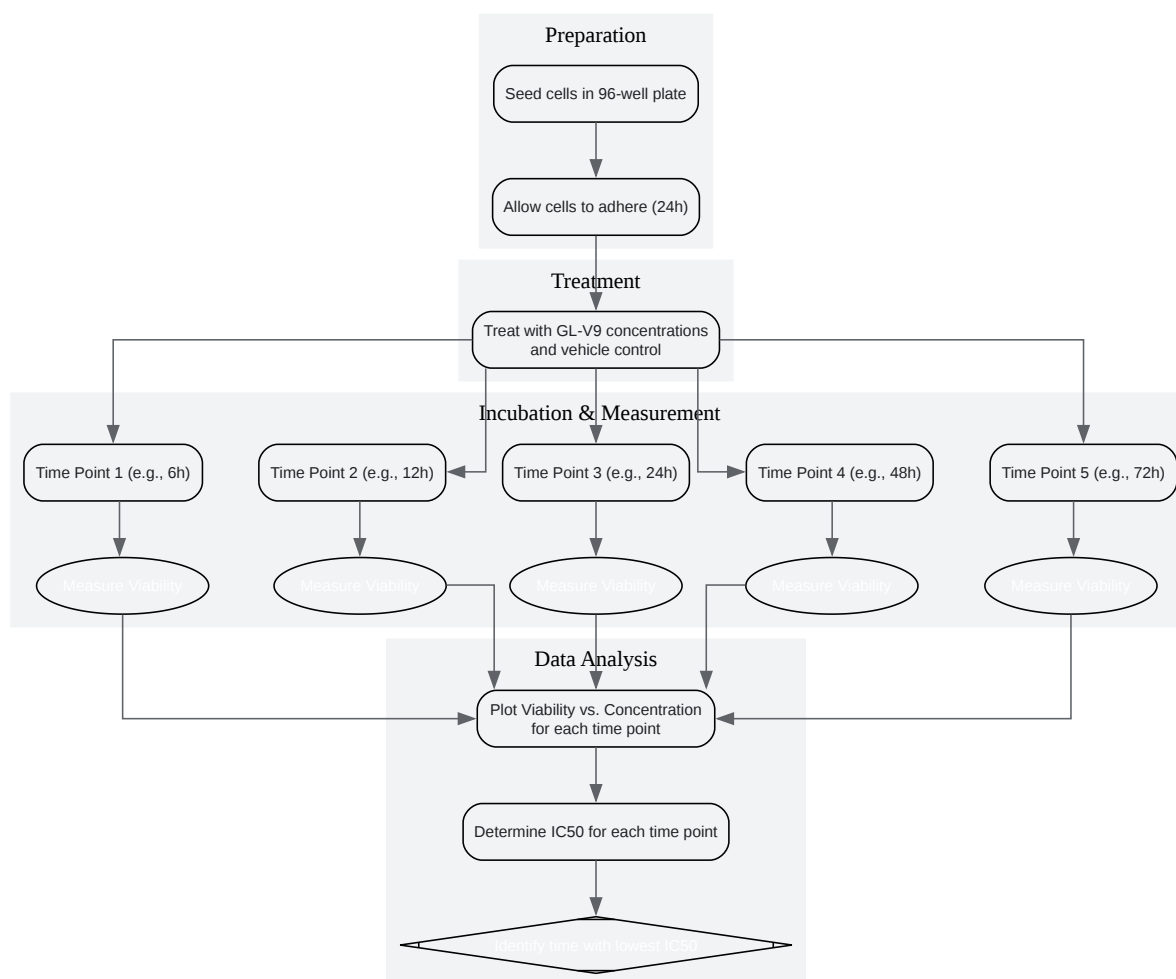 Preparation
Seed cells in 96-well plate
Allow cells to adhere (24h)
Treatment
Treat with GL-V9 concentrations
and vehicle control
Incubation & Measurement
Time Point 1 (e.g., 6h)
Time Point 2 (e.g., 12h)
Time Point 3 (e.g., 24h)
Time Point 4 (e.g., 48h)
Time Point 5 (e.g., 72h)
Measure Viability
Measure Viability
Measure Viability
Measure Viability
Measure Viability
Data Analysis
Plot Viability vs. Concentration
for each time point
Determine IC50 for each time point
Identify time with lowest IC50